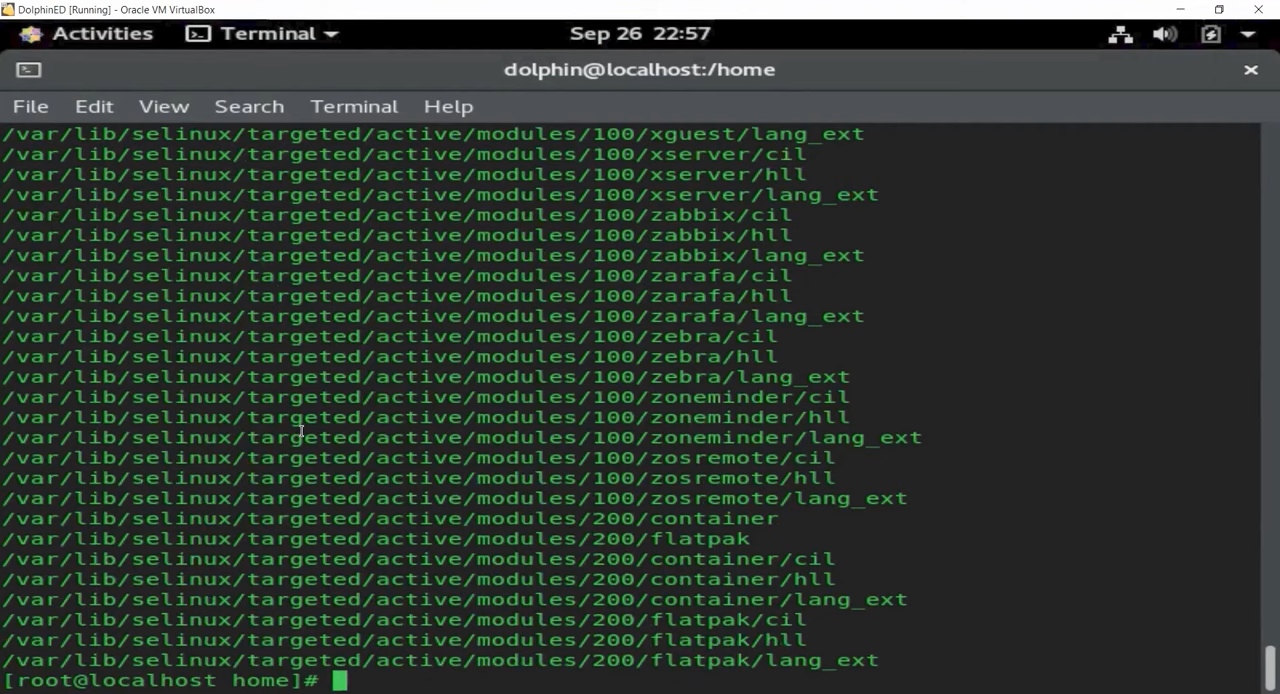 DolphinED [Running] - Oracle VM VirtualBox
Activities Terminal Sep 26 22:57
dolphin@localhost:/home
File Edit View Search Terminal Help
/var/lib/selinux/targeted/active/modules/100/xguest/lang_ext
/var/lib/selinux/targeted/active/modules/100/xserver/cil
/var/lib/selinux/targeted/active/modules/100/xserver/hll
/var/lib/selinux/targeted/active/modules/100/xserver/lang_ext
/var/lib/selinux/targeted/active/modules/100/zabbix/cil
/var/lib/selinux/targeted/active/modules/100/zabbix/hll
/var/lib/selinux/targeted/active/modules/100/zabbix/lang_ext
/var/lib/selinux/targeted/active/modules/100/zarafa/cil
/var/lib/selinux/targeted/active/modules/100/zarafa/hll
/var/lib/selinux/targeted/active/modules/100/zarafa/lang_ext
/var/lib/selinux/targeted/active/modules/100/zebra/cil
/var/lib/selinux/targeted/active/modules/100/zebra/hll
/var/lib/selinux/targeted/active/modules/100/zebra/lang_ext
/var/lib/selinux/targeted/active/modules/100/zoneminder/cil
/var/lib/selinux/targeted/active/modules/100/zoneminder/hll
/var/lib/selinux/targeted/active/modules/100/zoneminder/lang_ext
/var/lib/selinux/targeted/active/modules/100/zosremote/cil
/var/lib/selinux/targeted/active/modules/100/zosremote/hll
/var/lib/selinux/targeted/active/modules/100/zosremote/lang_ext
/var/lib/selinux/targeted/active/modules/200/container
/var/lib/selinux/targeted/active/modules/200/flatpak
/var/lib/selinux/targeted/active/modules/200/container/cil
/var/lib/selinux/targeted/active/modules/200/container/hll
/var/lib/selinux/targeted/active/modules/200/container/lang_ext
/var/lib/selinux/targeted/active/modules/200/flatpak/cil
/var/lib/selinux/targeted/active/modules/200/flatpak/hll
/var/lib/selinux/targeted/active/modules/200/flatpak/lang_ext
[root@localhost home]#